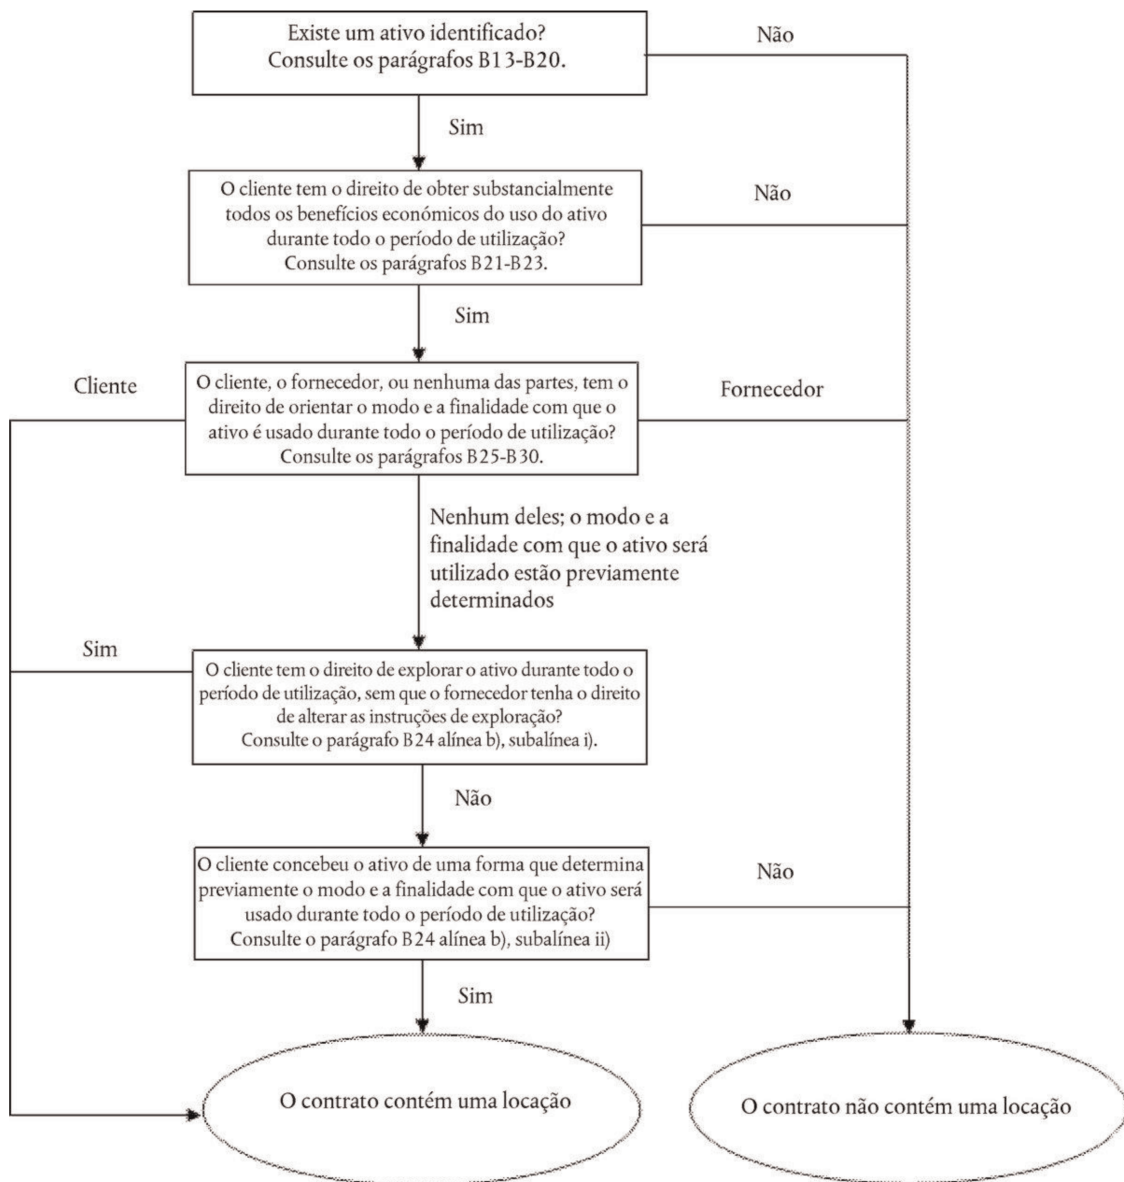 Existe um ativo identificado?
Consulte os parágrafos B13-B20.
Não
Sim
O cliente tem o direito de obter substancialmente
todos os benefícios económicos do uso do ativo
durante todo o período de utilização?
Consulte os parágrafos B21-B23.
Não
Sim
Cliente
O cliente, o fornecedor, ou nenhuma das partes, tem o
direito de orientar o modo e a finalidade com que o
ativo é usado durante todo o período de utilização?
Consulte os parágrafos B25-B30.
Fornecedor
Nenhum deles; o modo e a
finalidade com que o ativo será
utilizado estão previamente
determinados
Sim
O cliente tem o direito de explorar o ativo durante todo o
período de utilização, sem que o fornecedor tenha o direito
de alterar as instruções de exploração?
Consulte o parágrafo B24 alínea b), subalínea i).
Não
O cliente concebeu o ativo de uma forma que determina
previamente o modo e a finalidade com que o ativo será
usado durante todo o período de utilização?
Consulte o parágrafo B24 alínea b), subalínea ii)
Não
Sim
O contrato contém uma locação
O contrato não contém uma locação